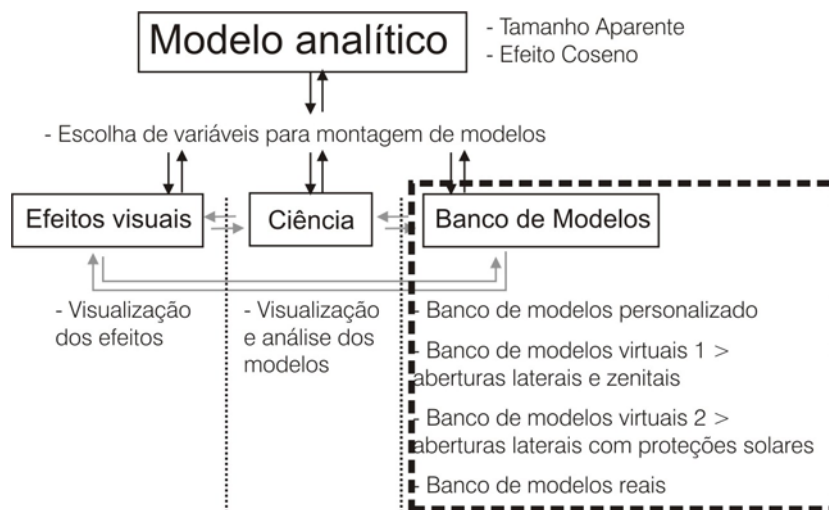 Modelo analítico
- Tamanho Aparente
- Efeito Coseno
- Escolha de variáveis para montagem de modelos
Efeitos visuais
Ciência
Banco de Modelos
- Visualização
dos efeitos
- Visualização
e análise dos
modelos
- Banco de modelos personalizado
- Banco de modelos virtuais 1 >
aberturas laterais e zenitais
- Banco de modelos virtuais 2 >
aberturas laterais com proteções solares
- Banco de modelos reais